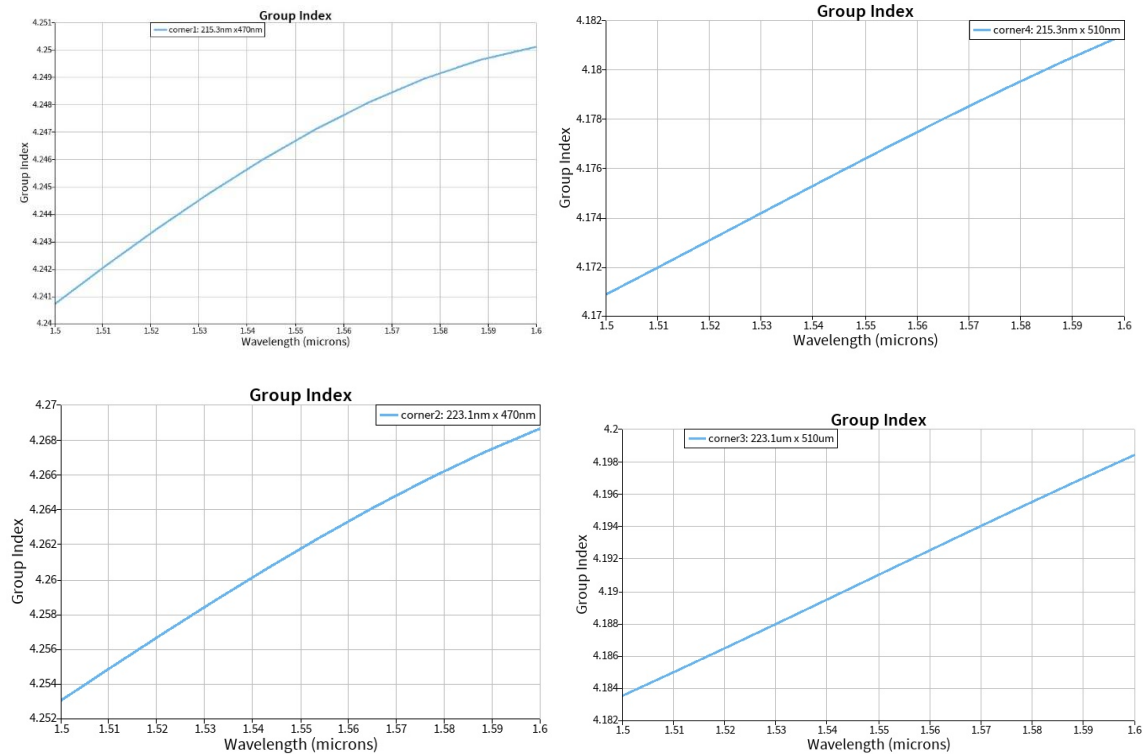 Group Index
corner1: 215.3nm x470nm
4.251
4.25
4.249
4.248
4.247
4.246
4.245
4.244
4.243
4.242
4.241
4.24
Group Index
1.5 1.51 1.52 1.53 1.54 1.55 1.56 1.57 1.58 1.59 1.6
Wavelength (microns)
Group Index
corner4: 215.3nm x 510nm
4.182
4.18
4.178
4.176
4.174
4.172
4.17
Group Index
1.5 1.51 1.52 1.53 1.54 1.55 1.56 1.57 1.58 1.59 1.6
Wavelength (microns)
Group Index
corner2: 223.1nm x 470nm
4.27
4.268
4.266
4.264
4.262
4.26
4.258
4.256
4.254
4.252
Group Index
1.5 1.51 1.52 1.53 1.54 1.55 1.56 1.57 1.58 1.59 1.6
Wavelength (microns)
Group Index
corner3: 223.1um x 510um
4.2
4.198
4.196
4.194
4.192
4.19
4.188
4.186
4.184
4.182
Group Index
1.5 1.51 1.52 1.53 1.54 1.55 1.56 1.57 1.58 1.59 1.6
Wavelength (microns)